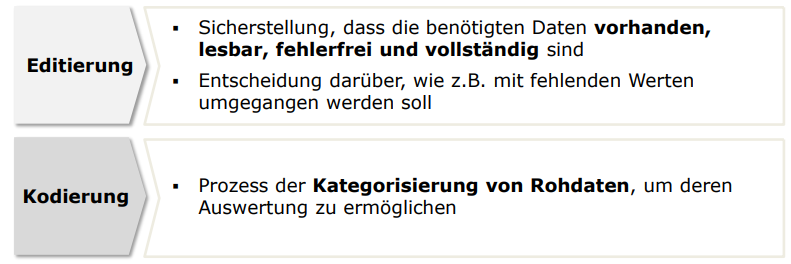 Editierung
▪ Sicherstellung, dass die benötigten Daten vorhanden,
lesbar, fehlerfrei und vollständig sind
▪ Entscheidung darüber, wie z.B. mit fehlenden Werten
umgegangen werden soll
Kodierung
▪ Prozess der Kategorisierung von Rohdaten, um deren
Auswertung zu ermöglichen